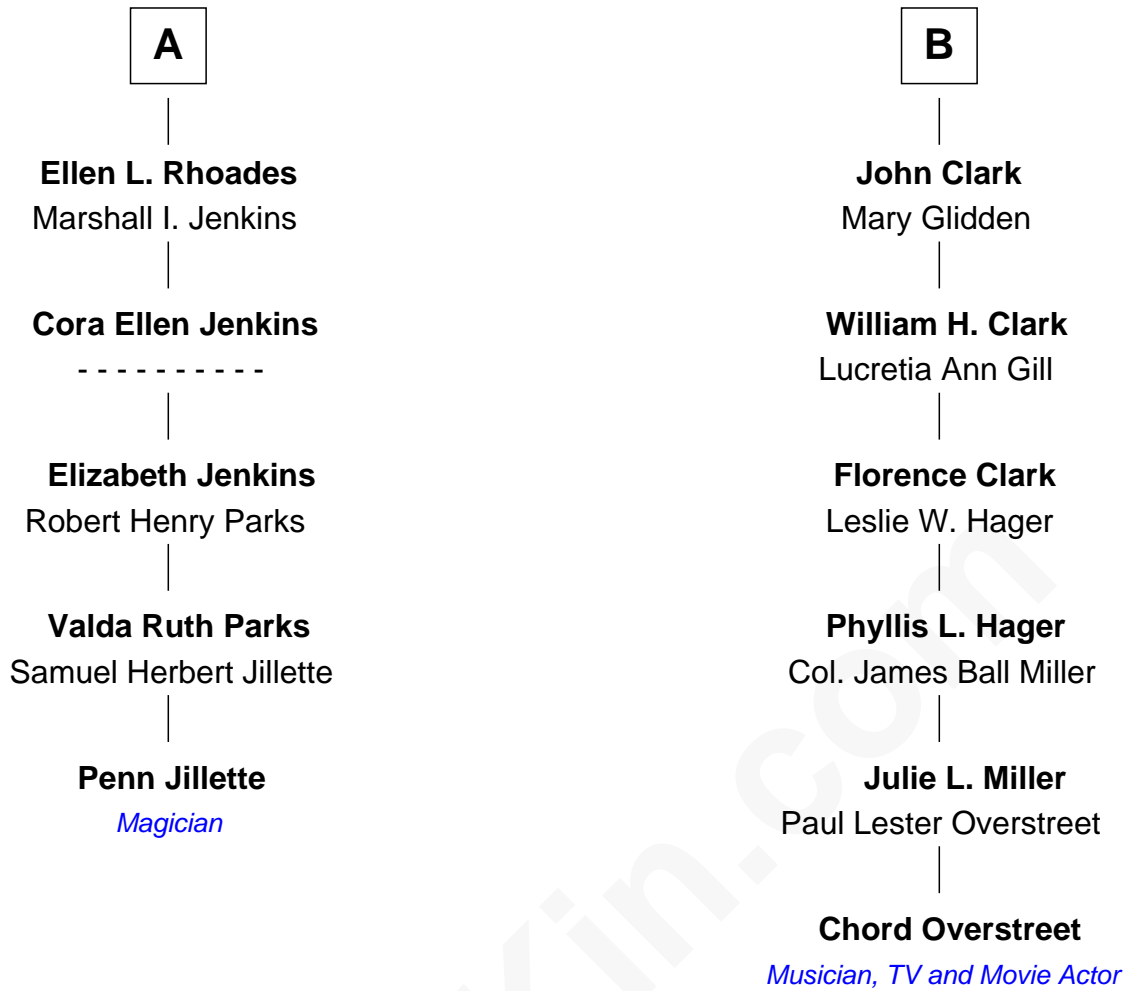 A
Ellen L. Rhoades
Marshall I. Jenkins
Cora Ellen Jenkins
- - - - - - - - - -
Elizabeth Jenkins
Robert Henry Parks
Valda Ruth Parks
Samuel Herbert Jillette
Penn Jillette
Magician
B
John Clark
Mary Glidden
William H. Clark
Lucretia Ann Gill
Florence Clark
Leslie W. Hager
Phyllis L. Hager
Col. James Ball Miller
Julie L. Miller
Paul Lester Overstreet
Chord Overstreet
Musician, TV and Movie Actor
Kin.com